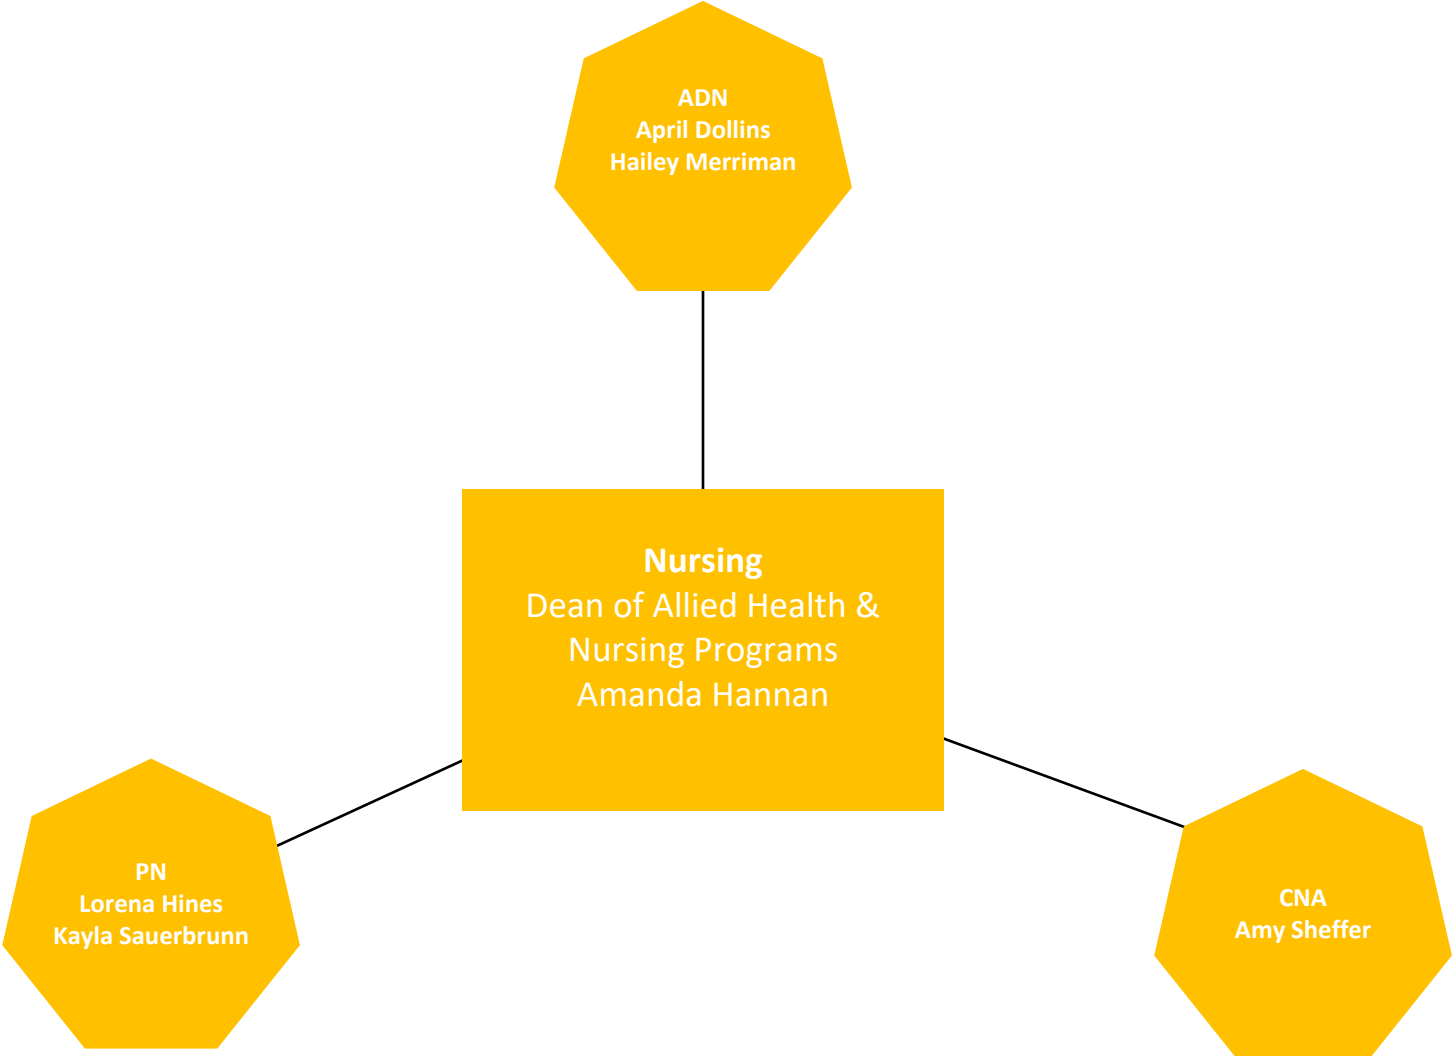 ADN
April Dollins
Hailey Merriman
Nursing
Dean of Allied Health &
Nursing Programs
Amanda Hannan
PN
Lorena Hines
Kayla Sauerbrunn
CNA
Amy Sheffer